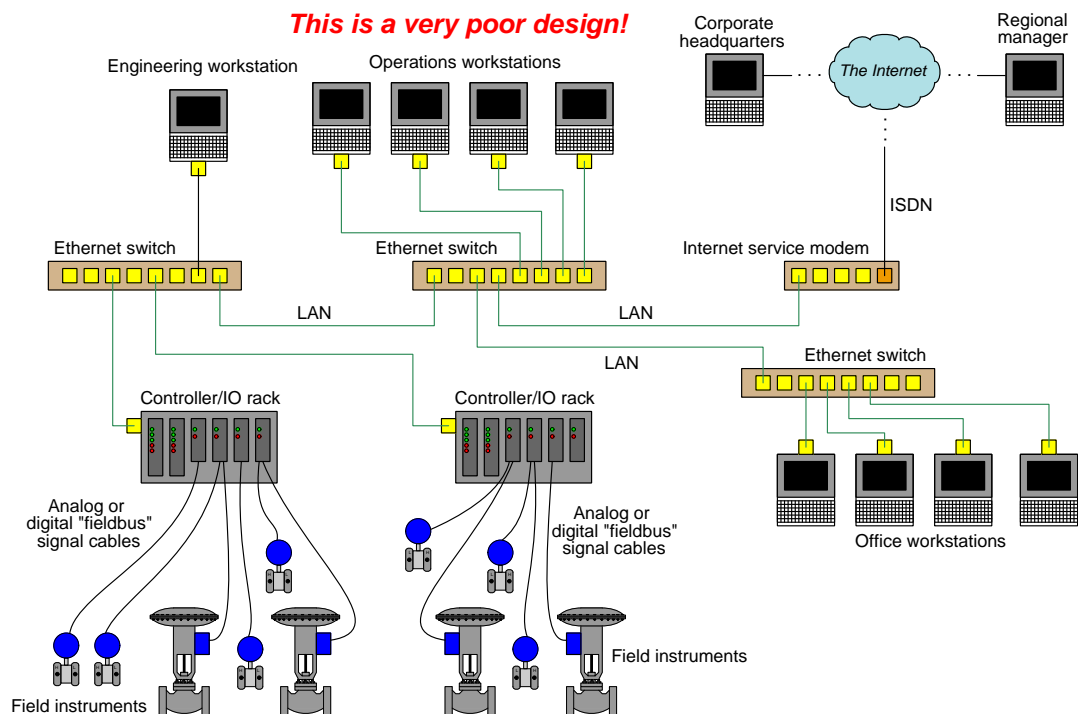 This is a very poor design!
Corporate
headquarters
Regional
manager
The Internet
Engineering workstation
Operations workstations
ISDN
Ethernet switch
Ethernet switch
Internet service modem
LAN
LAN
LAN
Ethernet switch
Controller/IO rack
Controller/IO rack
Analog or
digital "fieldbus"
signal cables
Analog or
digital "fieldbus"
signal cables
Office workstations
Field instruments
Field instruments